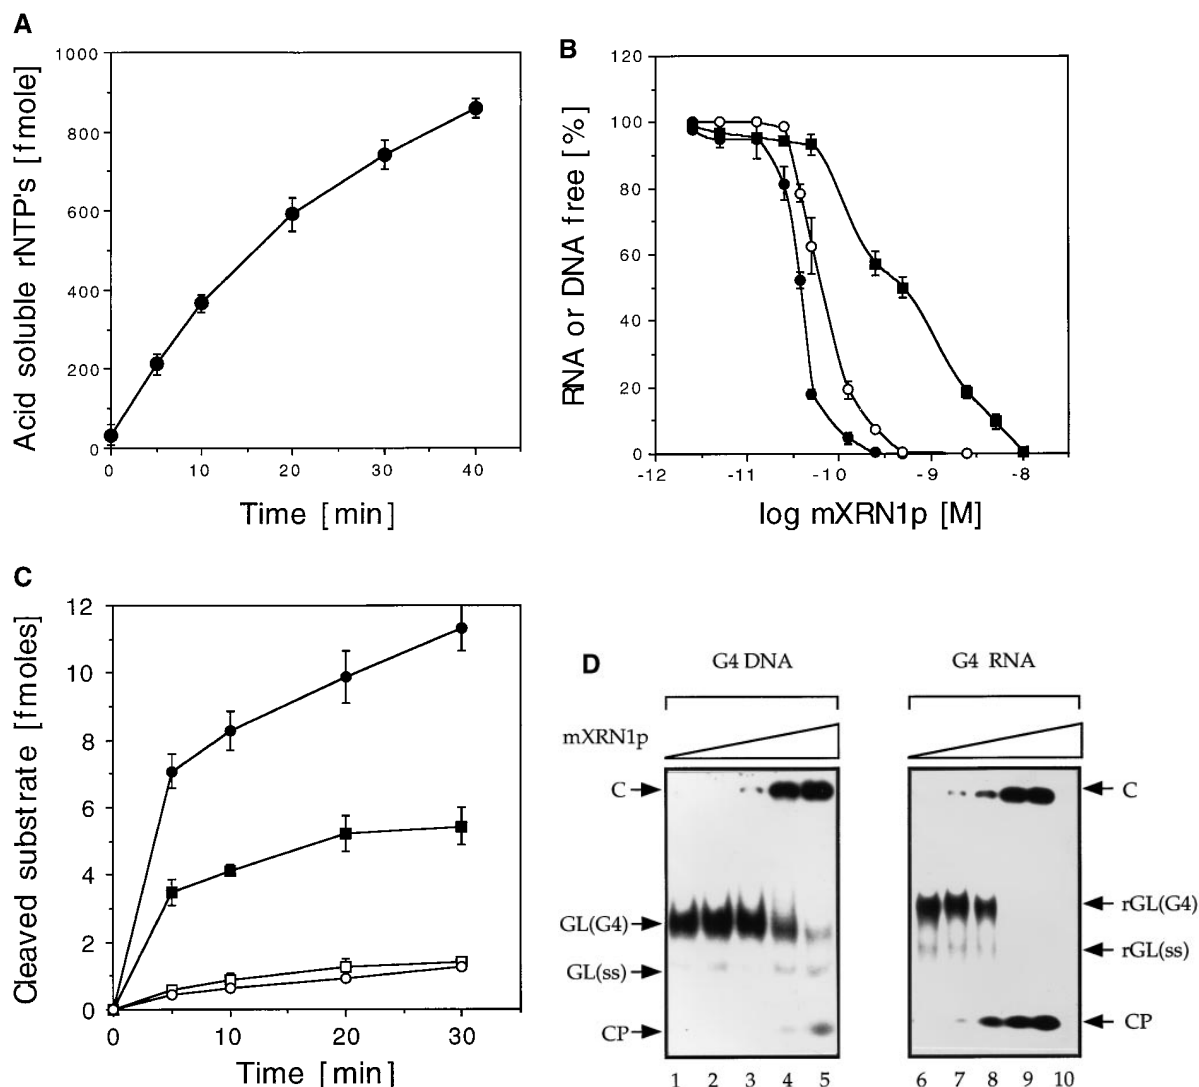 A
Acid soluble rNTP's [fmole]
1000
800
600
400
200
0
0 10 20 30 40
Time [min]
B
RNA or DNA free [%]
120
100
80
60
40
20
0
-12 -11 -10 -9 -8
log mXRN1p [M]
C
Cleaved substrate [fmoles]
12
10
8
6
4
2
0
0 10 20 30
Time [min]
D
G4 DNA G4 RNA
mXRN1p
C C
GL(G4) rGL(G4)
GL(ss) rGL(ss)
CP CP
1 2 3 4 5 6 7 8 9 10